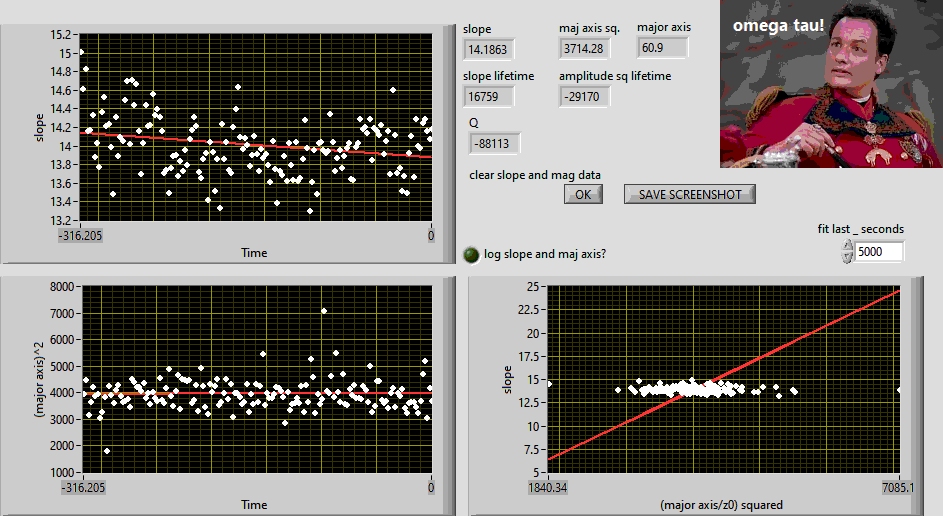 omega tau!
slope
maj axis sq.
major axis
14.1863
3714.28
60.9
slope lifetime
amplitude sq lifetime
16759
-29170
Q
-88113
clear slope and mag data
OK
SAVE SCREENSHOT
log slope and maj axis?
fit last _ seconds
5000
slope
15.2
15
14.8
14.6
14.4
14.2
14
13.8
13.6
13.4
13.2
-316.205
0
Time
(major axis)^2
8000
7000
6000
5000
4000
3000
2000
1000
-316.205
0
Time
slope
25
22.5
20
17.5
15
12.5
10
7.5
5
1840.34
7085.1
(major axis/z0) squared